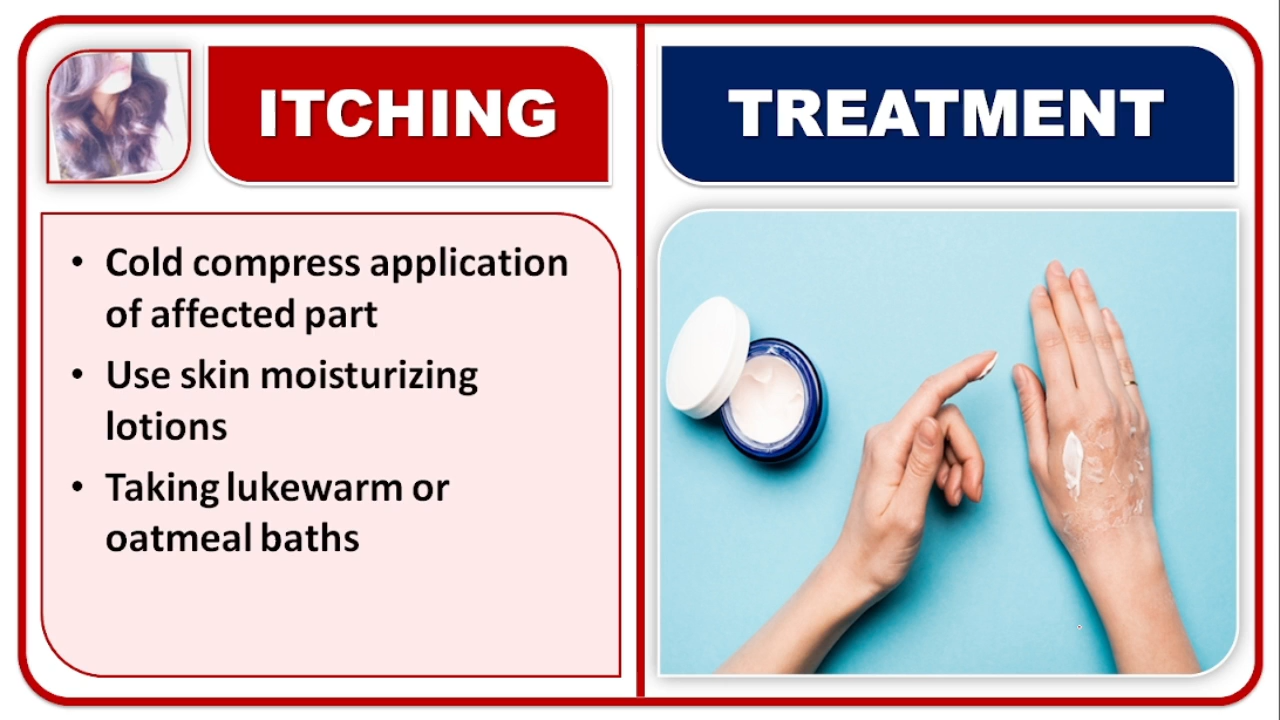 ITCHING
TREATMENT
• Cold compress application
of affected part
• Use skin moisturizing
lotions
• Taking lukewarm or
oatmeal baths